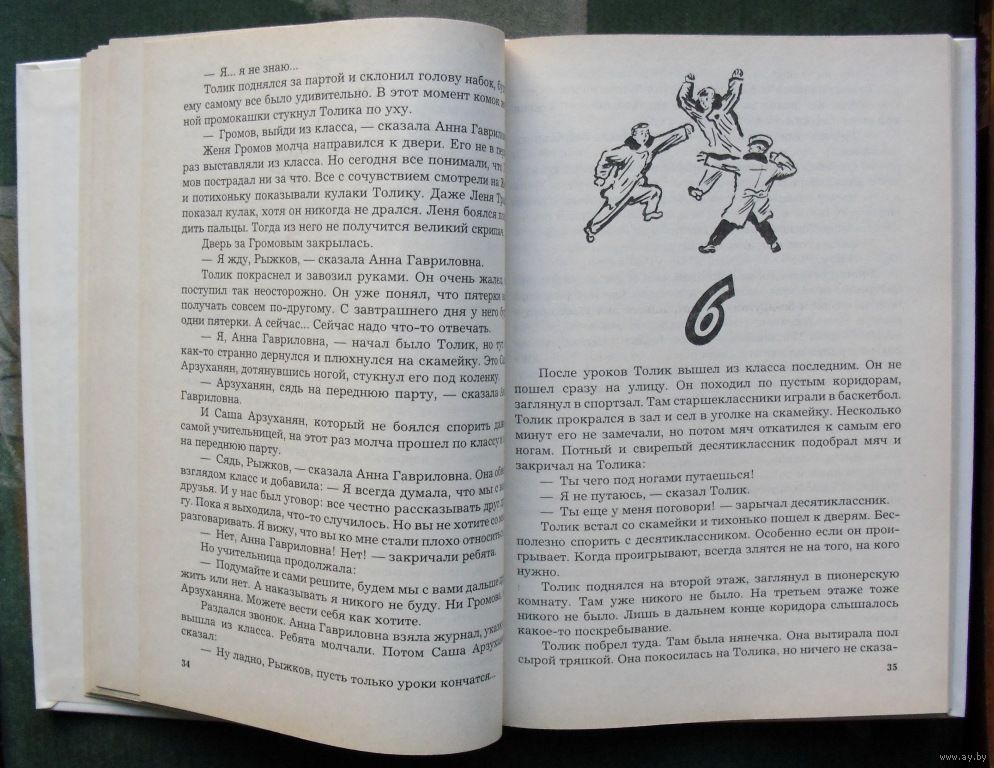 — Я... я не знаю...
Толик поднялся за партой и склонил голову набок,
ему самому все было удивительно. В этот момент комок
ной промокашки стукнул Толика по уху.
— Громов, выйди из класса, — сказала Анна
Женя Громов молча направился к двери. Его не в
раз выставляли из класса. Но сегодня все понимали, что
мов пострадал ни за что. Все с сочувствием смотрели на
и потихоньку показывали кулаки Толику. Даже Леня
показал кулак, хотя он никогда не дрался. Леня боялся
дить пальцы. Тогда из него не получится великий скрипач.
Дверь за Громовым закрылась.
— Я жду, Рыжков, — сказала Анна Гавриловна.
Толик покраснел и завозил руками. Он очень жалел,
поступил так неосторожно. Он уже понял, что пятерки
получать совсем по-другому. С завтрашнего дня у него
одни пятерки. А сейчас... Сейчас надо что-то отвечать.
— Я, Анна Гавриловна, — начал было Толик, но тут
как-то странно дернулся и плюхнулся на скамейку. Это
Арзуханян, дотянувшись ногой, стукнул его под коленку.
— Арзуханян, сядь на переднюю парту, — сказала
Гавриловна.
И Саша Арзуханян, который не боялся спорить даже
самой учительницей, на этот раз молча прошел по классу и
на переднюю парту.
— Сядь, Рыжков, — сказала Анна Гавриловна. Она
взглядом класс и добавила: — Я всегда думала, что мы с
друзья. И у нас был уговор: все честно рассказывать друг
гу. Пока я выходила, что-то случилось. Но вы не хотите со
разговаривать. Я вижу, что вы ко мне стали плохо
— Нет, Анна Гавриловна! Нет! — закричали ребята.
Но учительница продолжала:
— Подумайте и сами решите, будем мы с вами дальше
жить или нет. А наказывать я никого не буду. Ни Громова,
Арзуханяна. Можете вести себя как хотите.
Раздался звонок. Анна Гавриловна взяла журнал,
вышла из класса. Ребята молчали. Потом Саша
сказал:
— Ну ладно, Рыжков, пусть только уроки кончатся...
34
6
После уроков Толик вышел из класса последним. Он не
пошел сразу на улицу. Он походил по пустым коридорам,
заглянул в спортзал. Там старшеклассники играли в баскетбол.
Толик прокрался в зал и сел в уголке на скамейку. Несколько
минут его не замечали, но потом мяч откатился к самым его
ногам. Потный и свирепый десятиклассник подобрал мяч и
закричал на Толика:
— Ты чего под ногами путаешься!
— Я не путаюсь, — сказал Толик.
— Ты еще у меня поговори! — зарычал десятиклассник.
Толик встал со скамейки и тихонько пошел к дверям. Бес-
полезно спорить с десятиклассником. Особенно если он прои-
грывает. Когда проигрывают, всегда злятся не на того, на кого
нужно.
Толик поднялся на второй этаж, заглянул в пионерскую
комнату. Там уже никого не было. На третьем этаже тоже
никого не было. Лишь в дальнем конце коридора слышалось
какое-то поскребывание.
Толик побрел туда. Там была нянечка. Она вытирала пол
сырой тряпкой. Она покосилась на Толика, но ничего не сказа-
35
www.ay.by